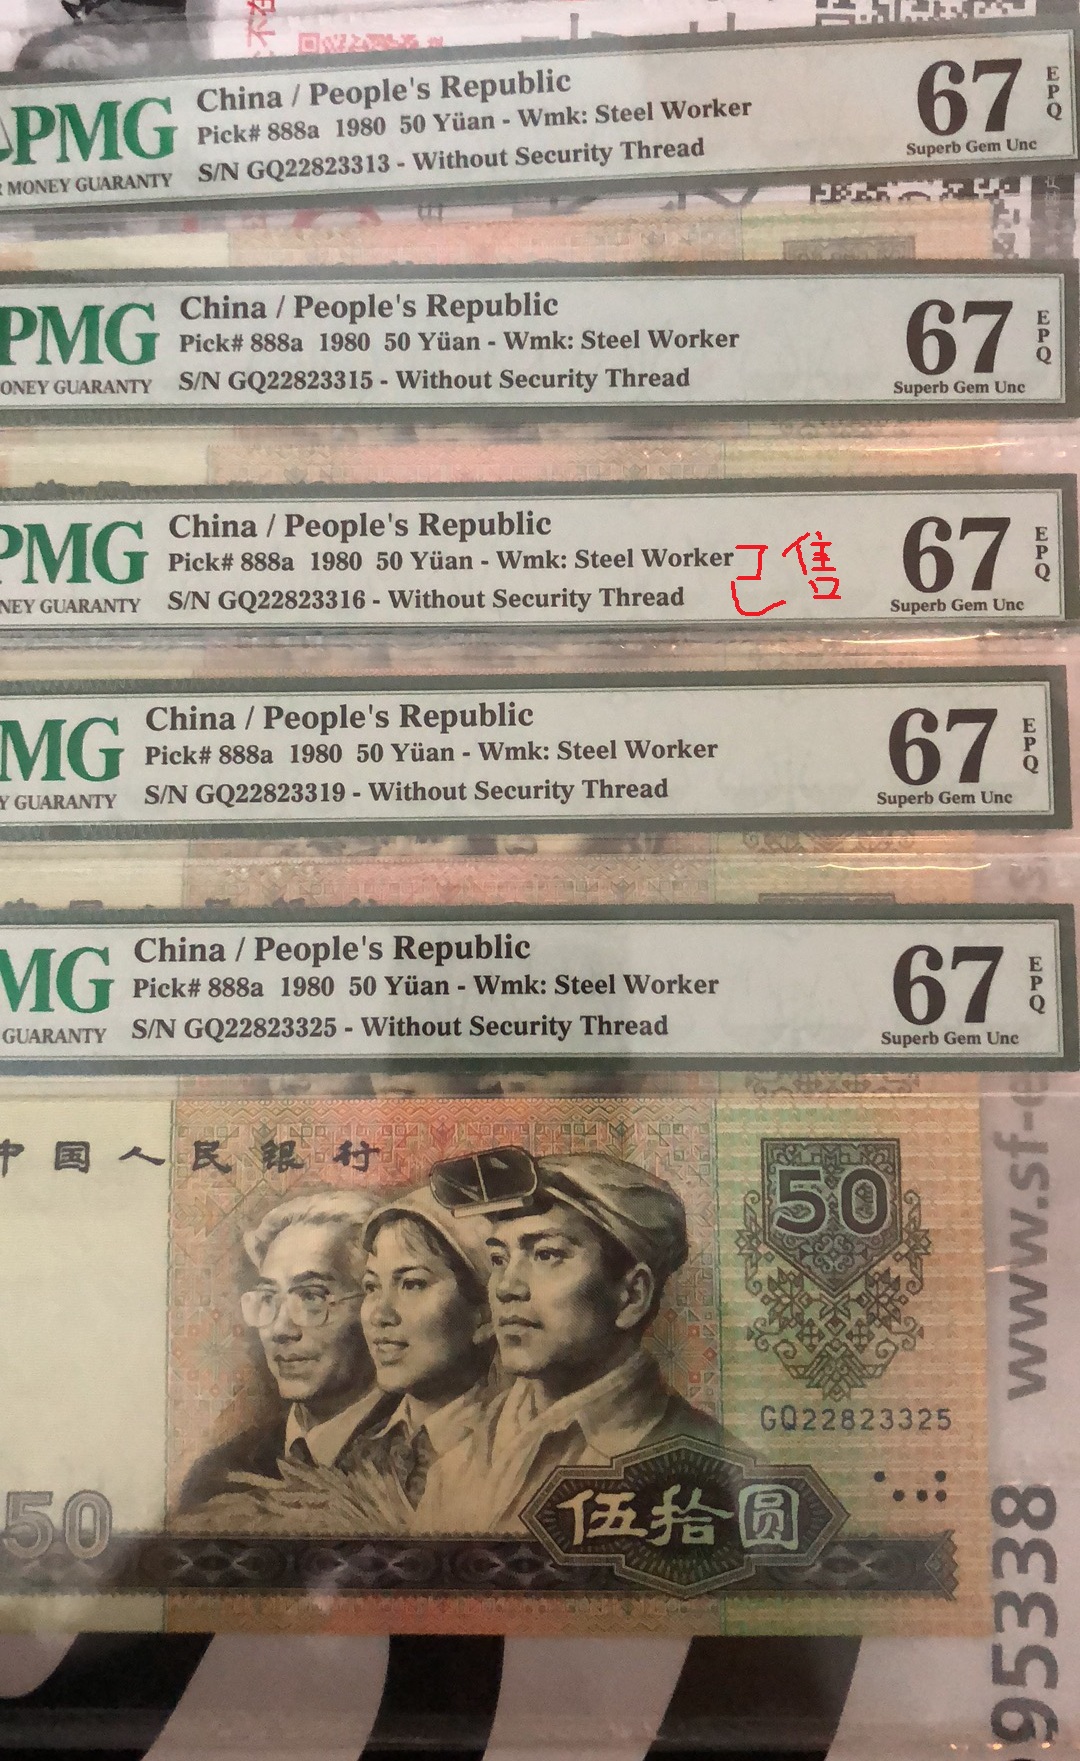 PMG
MONEY GUARANTY
China / People's Republic
Pick# 888a 1980 50 Yüan - Wmk: Steel Worker
S/N GQ22823313 - Without Security Thread
67
EPQ
Superb Gem Unc
PMG
ONEY GUARANTY
China / People's Republic
Pick# 888a 1980 50 Yüan - Wmk: Steel Worker
S/N GQ22823315 - Without Security Thread
67
EPQ
Superb Gem Unc
PMG
NEY GUARANTY
China / People's Republic
Pick# 888a 1980 50 Yüan - Wmk: Steel Worker
S/N GQ22823316 - Without Security Thread
已售
67
EPQ
Superb Gem Unc
MG
Y GUARANTY
China / People's Republic
Pick# 888a 1980 50 Yüan - Wmk: Steel Worker
S/N GQ22823319 - Without Security Thread
67
EPQ
Superb Gem Unc
MG
GUARANTY
China / People's Republic
Pick# 888a 1980 50 Yüan - Wmk: Steel Worker
S/N GQ22823325 - Without Security Thread
67
EPQ
Superb Gem Unc
中国人民银行
50
GQ22823325
伍拾圆
50
www.sf-e
95338